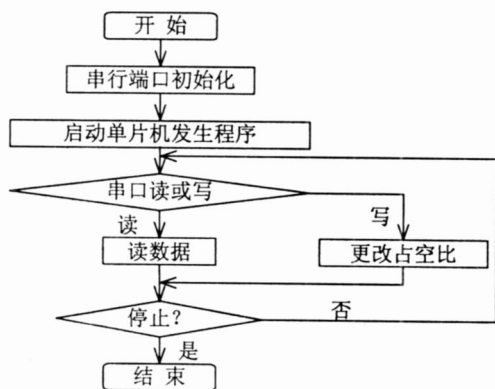 开 始
串行端口初始化
启动单片机发生程序
串口读或写
读
写
读数据
更改占空比
停止？
否
是
结 束